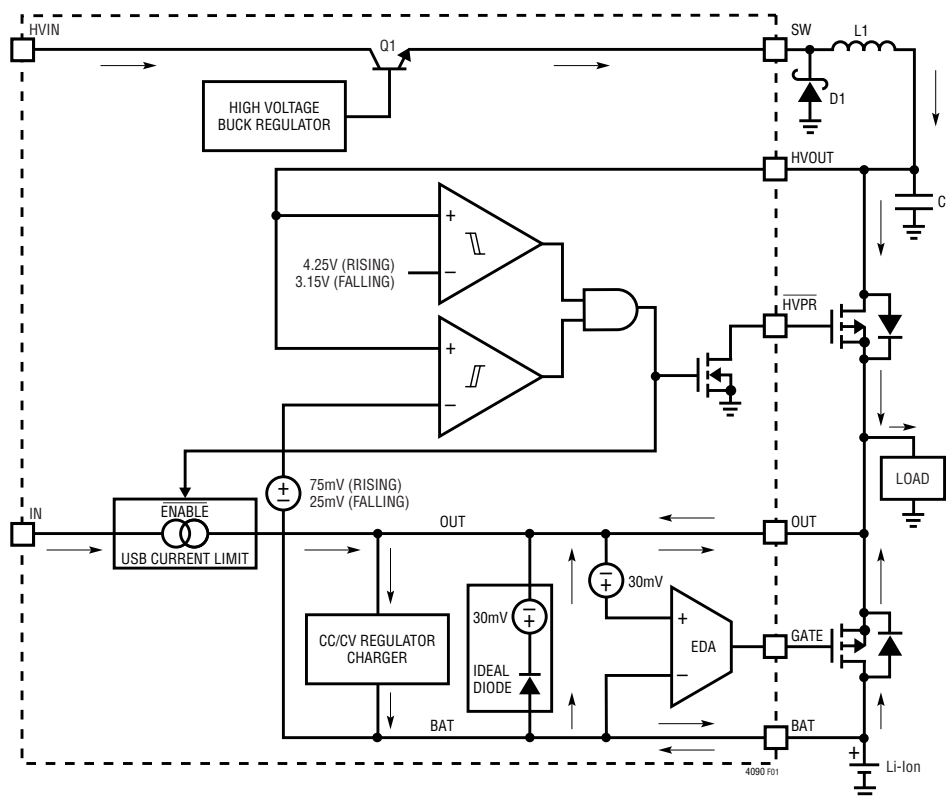 HVIN
Q1
SW
L1
HIGH VOLTAGE
BUCK REGULATOR
D1
HVOUT
C
+
4.25V (RISING)
3.15V (FALLING)
−
HVPR
+
−
LOAD
+
−
75mV (RISING)
25mV (FALLING)
IN
ENABLE
USB CURRENT LIMIT
OUT
OUT
−
+
30mV
30mV
−
+
CC/CV REGULATOR
CHARGER
IDEAL
DIODE
+
−
EDA
GATE
BAT
BAT
+
Li-Ion
4090 F01